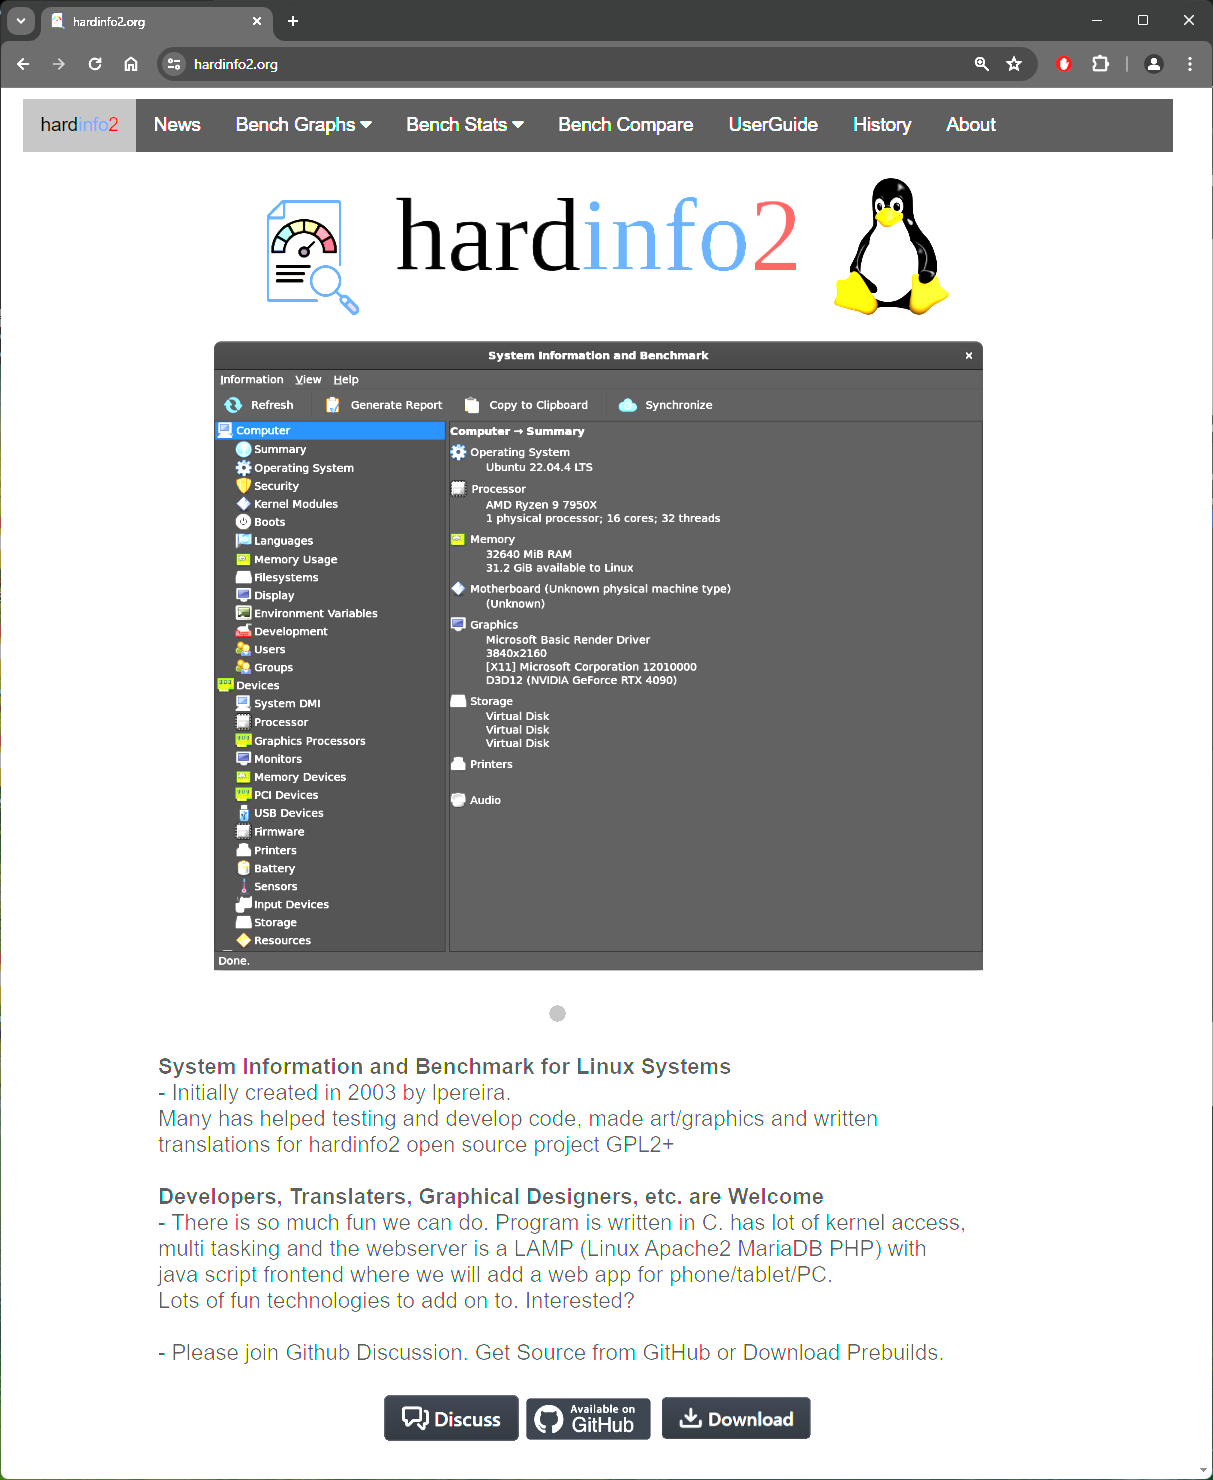 hardinfo2.org
hardinfo2.org
hardinfo2 News Bench Graphs Bench Stats Bench Compare UserGuide History About
hardinfo2
System Information and Benchmark
Information View Help
Refresh Generate Report Copy to Clipboard Synchronize
Computer
Summary
Operating System
Security
Kernel Modules
Boots
Languages
Memory Usage
Filesystems
Display
Environment Variables
Development
Users
Groups
Devices
System DMI
Processor
Graphics Processors
Monitors
Memory Devices
PCI Devices
USB Devices
Firmware
Printers
Battery
Sensors
Input Devices
Storage
Resources
Computer → Summary
Operating System
Ubuntu 22.04.4 LTS
Processor
AMD Ryzen 9 7950X
1 physical processor; 16 cores; 32 threads
Memory
32640 MiB RAM
31.2 GiB available to Linux
Motherboard (Unknown physical machine type)
(Unknown)
Graphics
Microsoft Basic Render Driver
3840x2160
[X11] Microsoft Corporation 12010000
D3D12 (NVIDIA GeForce RTX 4090)
Storage
Virtual Disk
Virtual Disk
Virtual Disk
Printers
Audio
Done.
System Information and Benchmark for Linux Systems
- Initially created in 2003 by lpereira.
Many has helped testing and develop code, made art/graphics and written
translations for hardinfo2 open source project GPL2+
Developers, Translaters, Graphical Designers, etc. are Welcome
- There is so much fun we can do. Program is written in C. has lot of kernel access,
multi tasking and the webserver is a LAMP (Linux Apache2 MariaDB PHP) with
java script frontend where we will add a web app for phone/tablet/PC.
Lots of fun technologies to add on to. Interested?
- Please join Github Discussion. Get Source from GitHub or Download Prebuilds.
Discuss
Available on
GitHub
Download